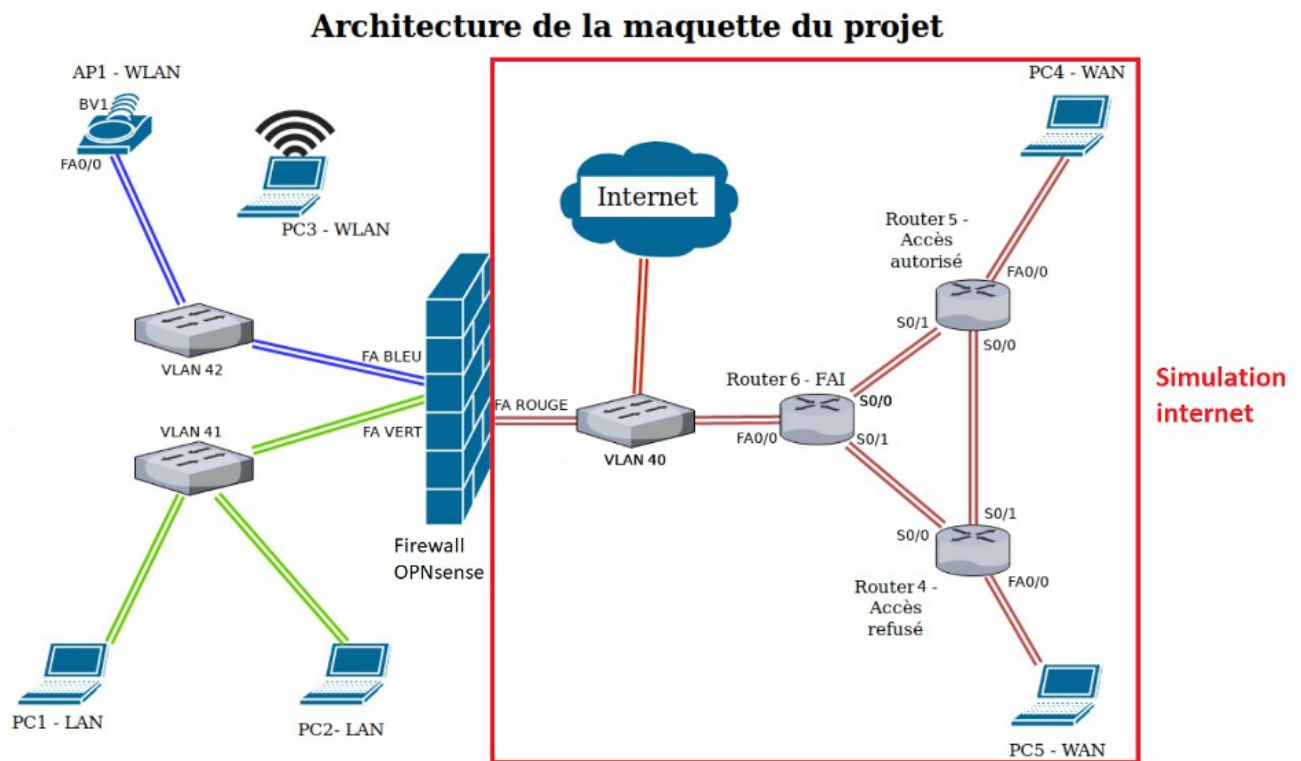 Architecture de la maquette du projet
AP1 - WLAN
BV1
FA0/0
PC3 - WLAN
VLAN 42
FA BLEU
VLAN 41
FA VERT
Firewall
OPNsense
PC1 - LAN
PC2- LAN
FA ROUGE
Internet
VLAN 40
Router 6 - FAI
FA0/0
S0/0
S0/1
PC4 - WAN
Router 5 -
Accès
autorisé
FA0/0
S0/1
S0/0
S0/1
S0/0
FA0/0
Router 4 -
Accès
refusé
PC5 - WAN
Simulation
internet